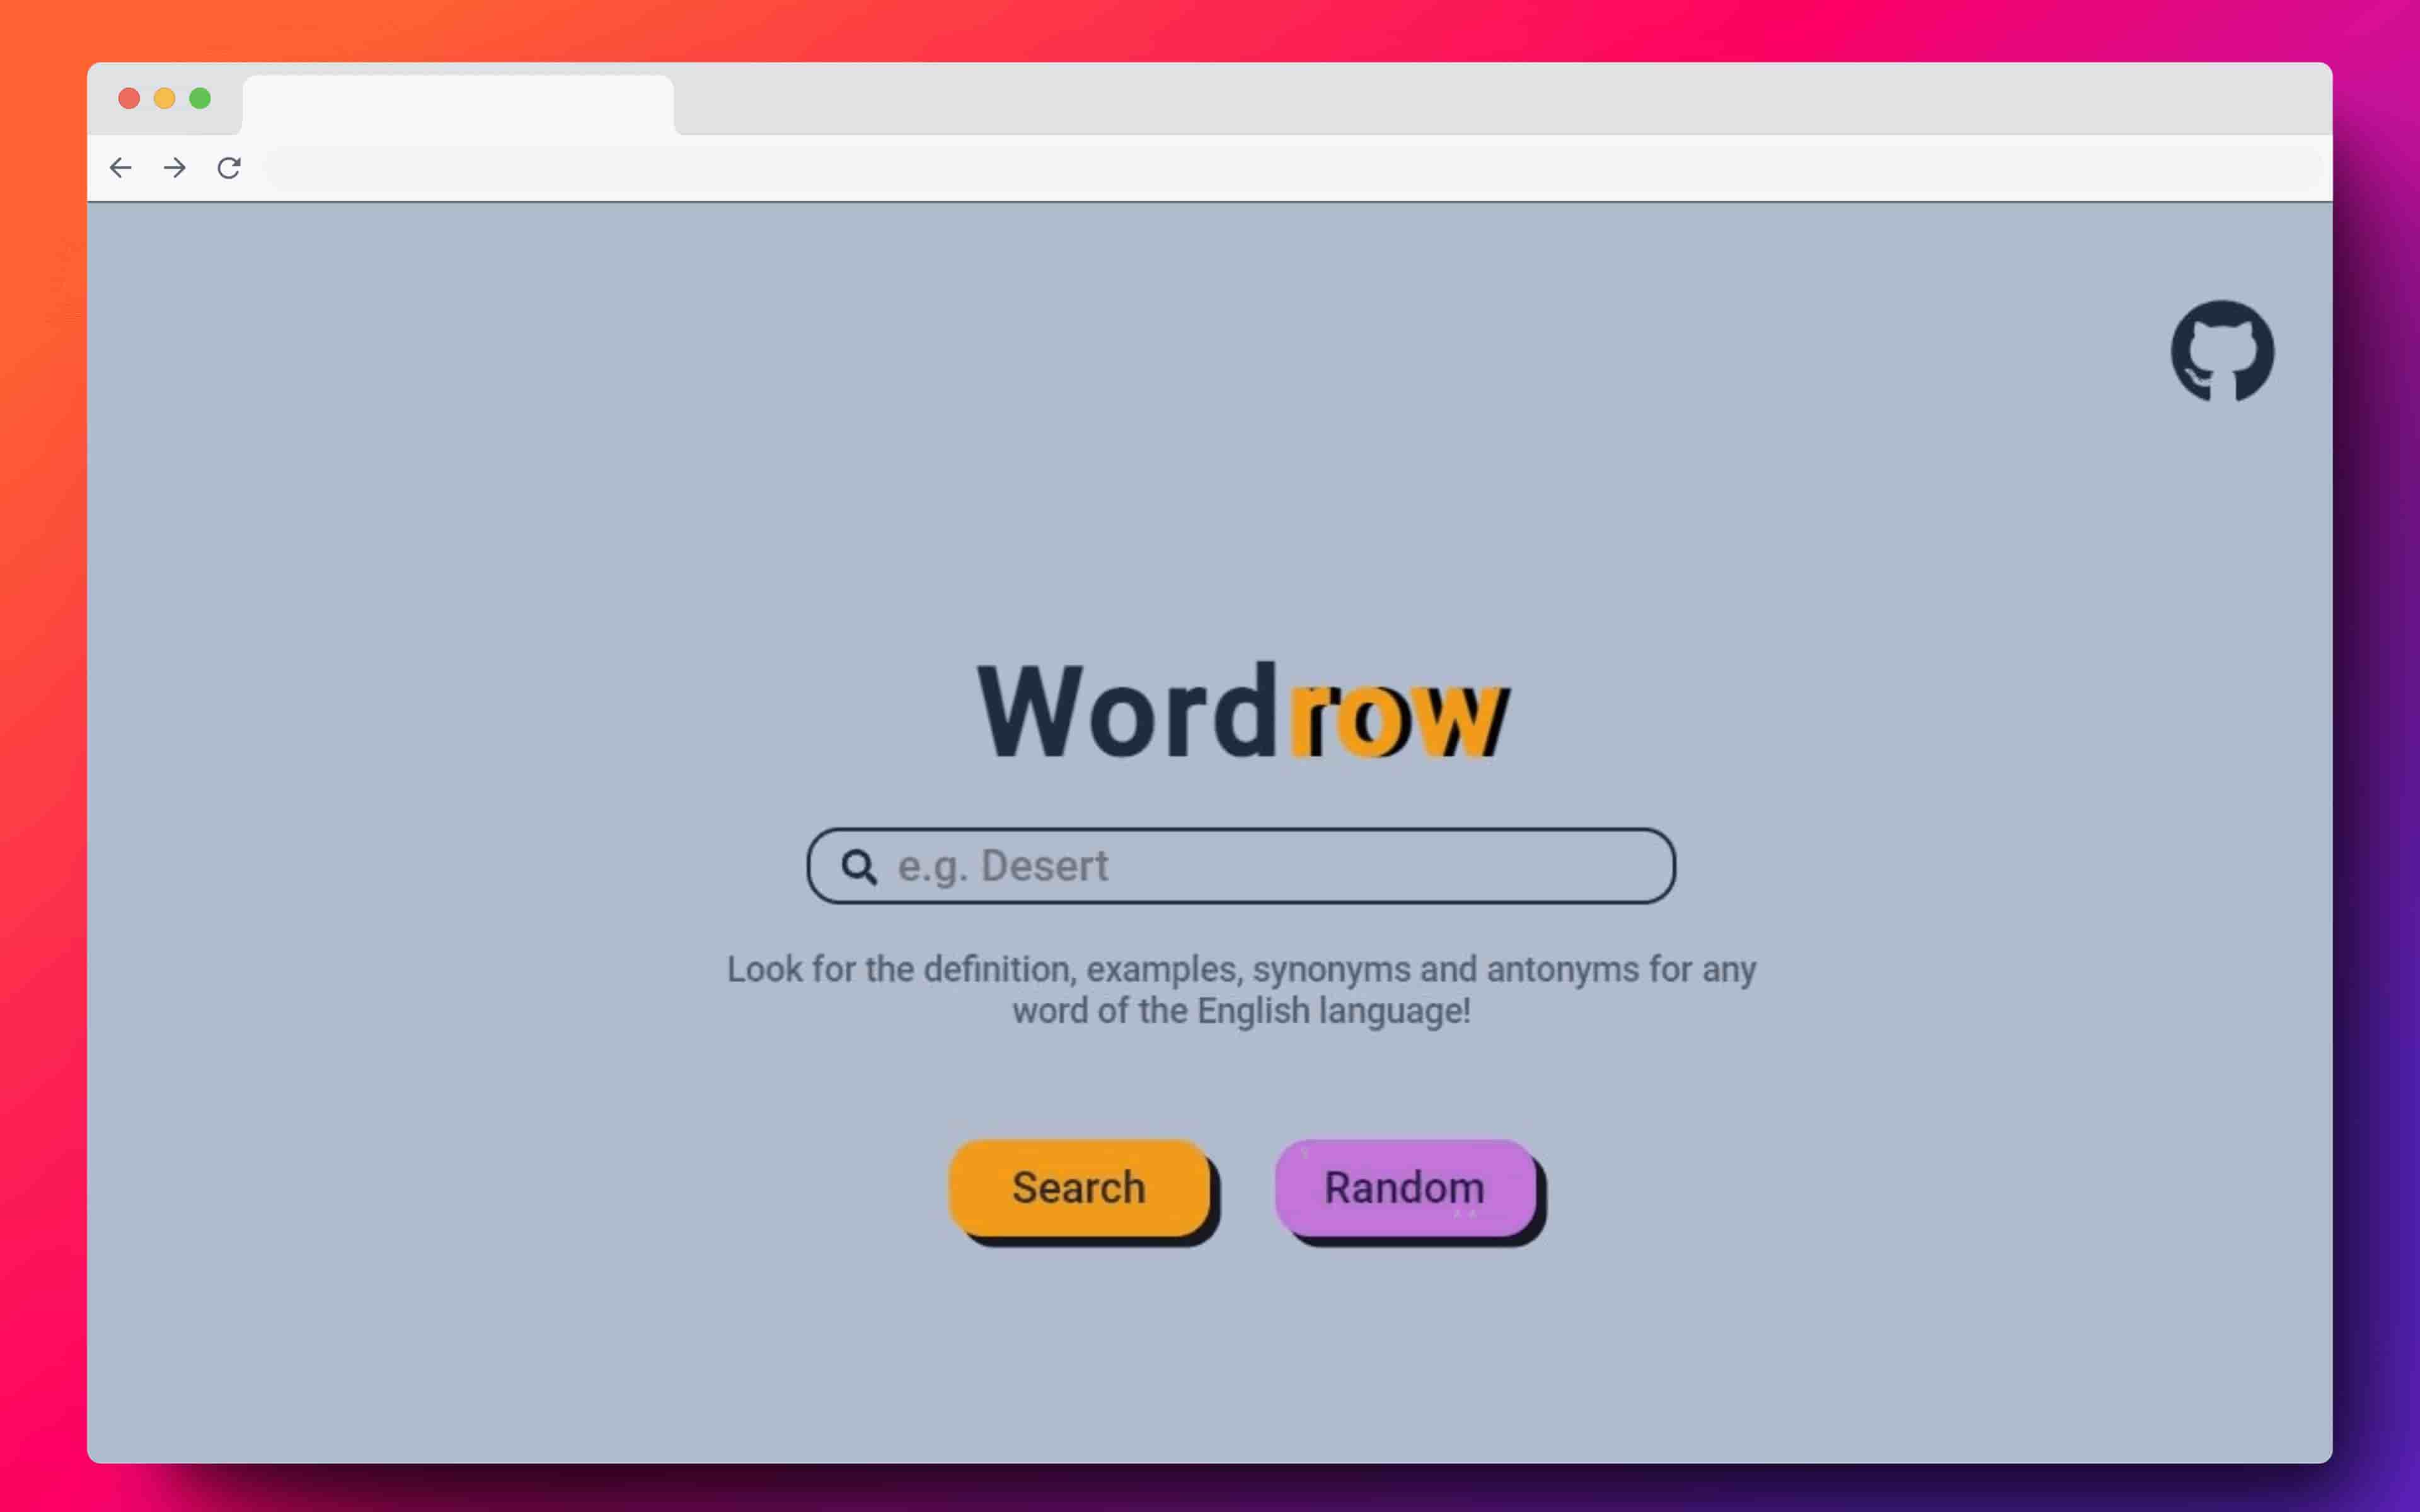 Wordrow
e.g. Desert
Look for the definition, examples, synonyms and antonyms for any
word of the English language!
Search
Random